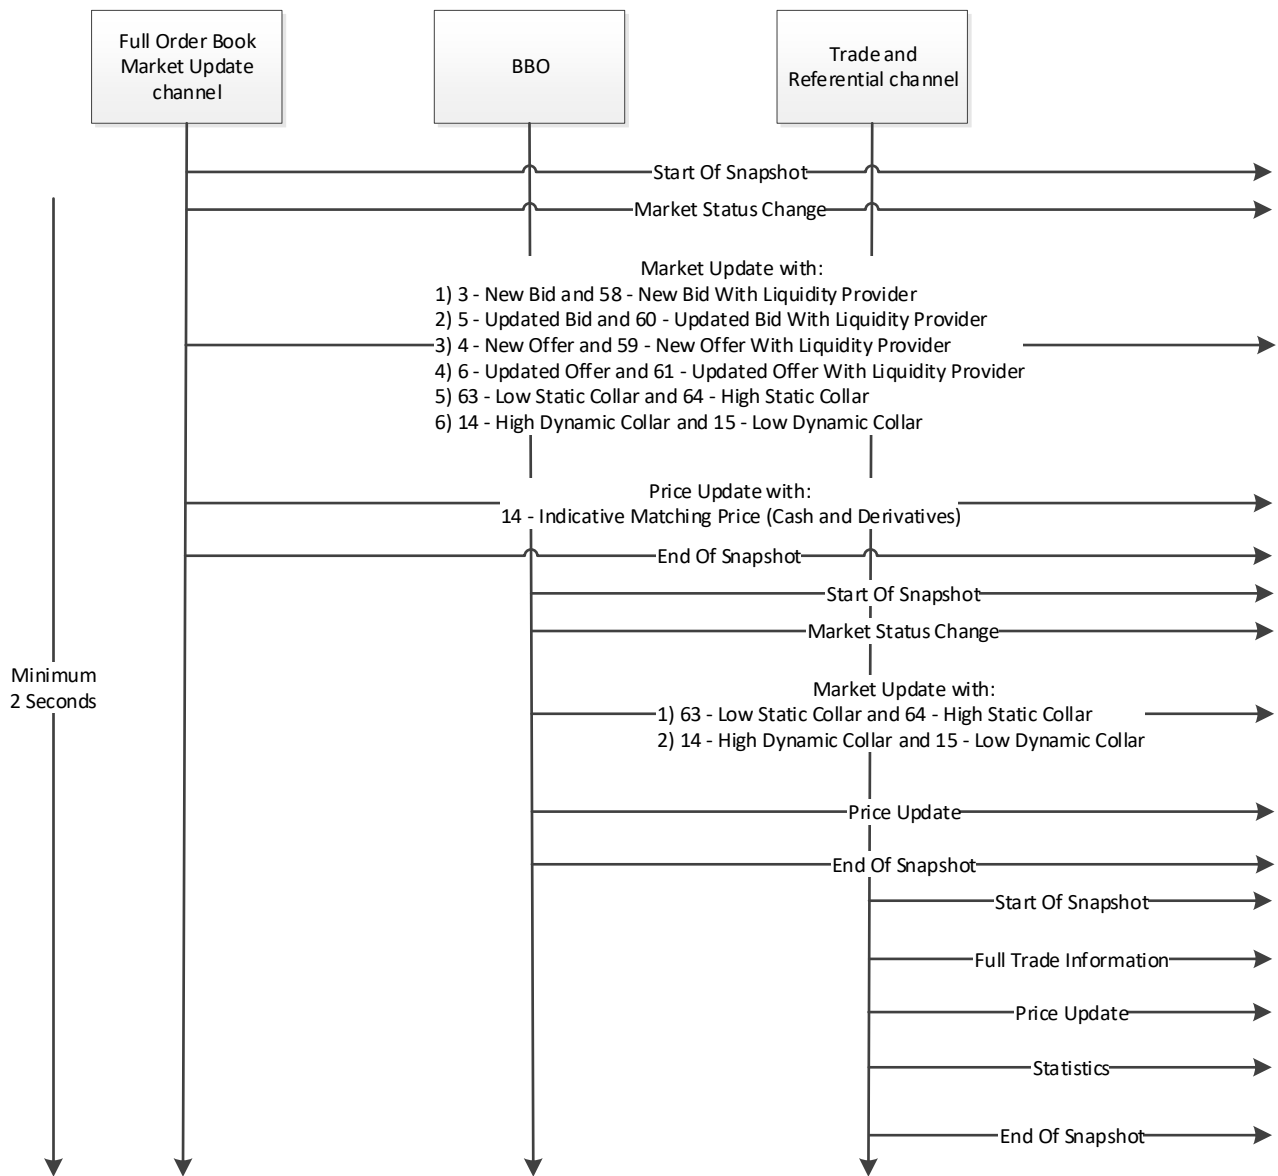 Full Order Book
Market Update
channel
BBO
Trade and
Referential channel
Start Of Snapshot
Market Status Change
Market Update with:
1) 3 - New Bid and 58 - New Bid With Liquidity Provider
2) 5 - Updated Bid and 60 - Updated Bid With Liquidity Provider
3) 4 - New Offer and 59 - New Offer With Liquidity Provider
4) 6 - Updated Offer and 61 - Updated Offer With Liquidity Provider
5) 63 - Low Static Collar and 64 - High Static Collar
6) 14 - High Dynamic Collar and 15 - Low Dynamic Collar
Price Update with:
14 - Indicative Matching Price (Cash and Derivatives)
End Of Snapshot
Start Of Snapshot
Market Status Change
Minimum
2 Seconds
Market Update with:
1) 63 - Low Static Collar and 64 - High Static Collar
2) 14 - High Dynamic Collar and 15 - Low Dynamic Collar
Price Update
End Of Snapshot
Start Of Snapshot
Full Trade Information
Price Update
Statistics
End Of Snapshot